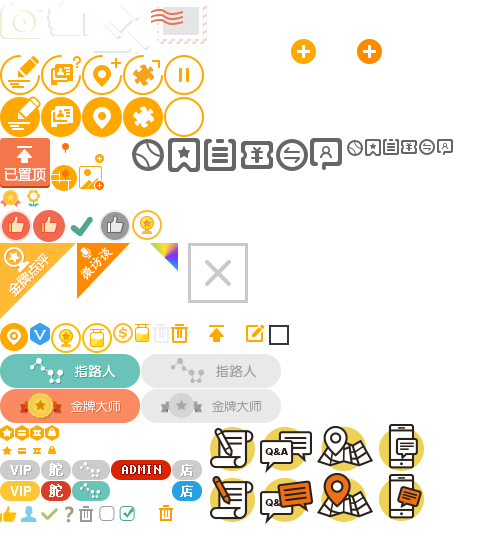 已置顶
金牌点评
微访谈
指路人
指路人
金牌大师
金牌大师
VIP 舵 ADMIN 店
VIP 舵 店
Q&A
Q&